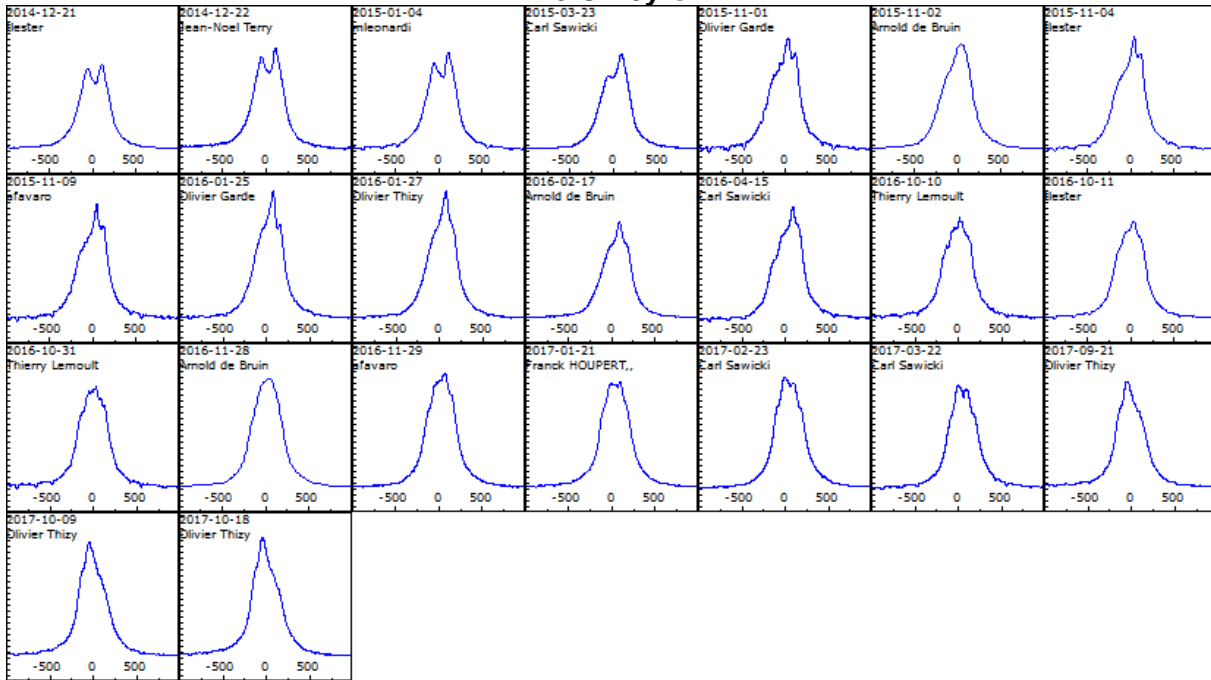 2014-12-21
-500 0 500
2014-12-22
Jean-Noel Terry
-500 0 500
2015-01-04
mleonardi
-500 0 500
2015-03-23
Carl Sawicki
-500 0 500
2015-11-01
Olivier Garde
-500 0 500
2015-11-02
Arnold de Bruin
-500 0 500
2015-11-04
-500 0 500
2015-11-09
afavaro
-500 0 500
2016-01-25
Olivier Garde
-500 0 500
2016-01-27
Olivier Thizy
-500 0 500
2016-02-17
Arnold de Bruin
-500 0 500
2016-04-15
Carl Sawicki
-500 0 500
2016-10-10
Thierry Lemoult
-500 0 500
2016-10-11
-500 0 500
2016-10-31
Thierry Lemoult
-500 0 500
2016-11-28
Arnold de Bruin
-500 0 500
2016-11-29
afavaro
-500 0 500
2017-01-21
Franck HOUPERT,,
-500 0 500
2017-02-23
Carl Sawicki
-500 0 500
2017-03-22
Carl Sawicki
-500 0 500
2017-09-21
Olivier Thizy
-500 0 500
2017-10-09
Olivier Thizy
-500 0 500
2017-10-18
Olivier Thizy
-500 0 500